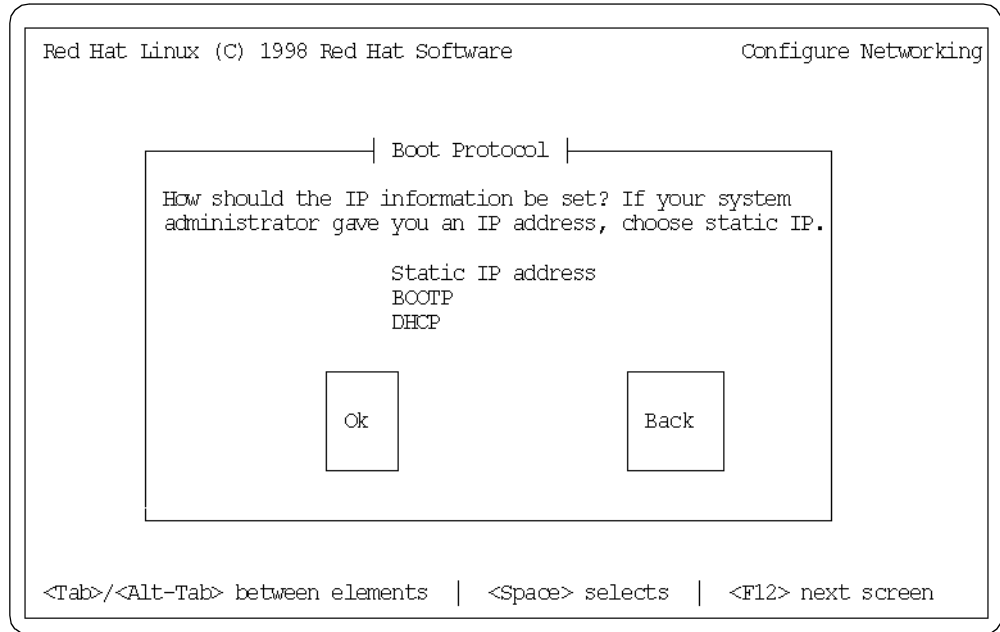 Red Hat Linux (C) 1998 Red Hat Software Configure Networking
Boot Protocol
How should the IP information be set? If your system
administrator gave you an IP address, choose static IP.
Static IP address
BOOTP
DHCP
Ok Back
<Tab>/<Alt-Tab> between elements | <Space> selects | <F12> next screen